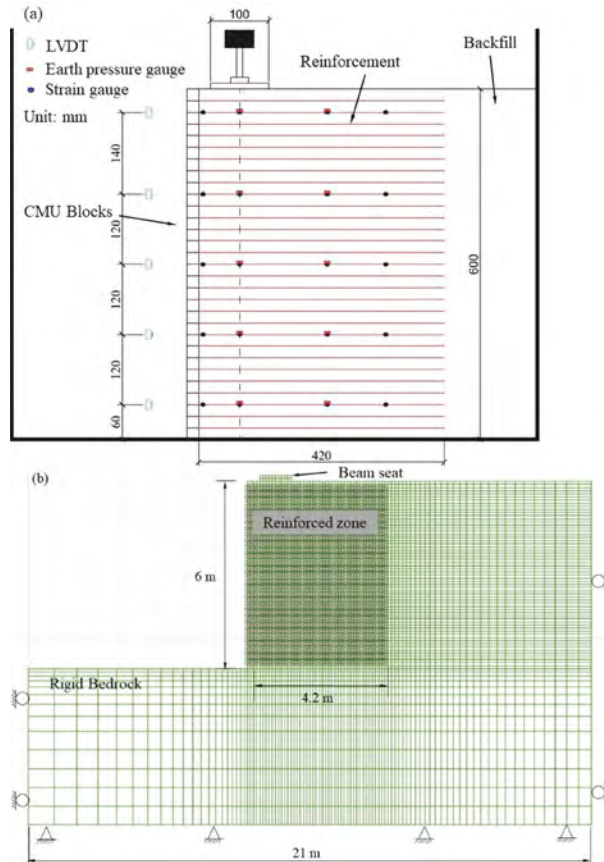 (a)
100
LVDT
Earth pressure gauge
Strain gauge
Unit: mm
Reinforcement
Backfill
140
CMU Blocks
120
120
120
60
600
420
(b)
Beam seat
Reinforced zone
6 m
Rigid Bedrock
4.2 m
21 m